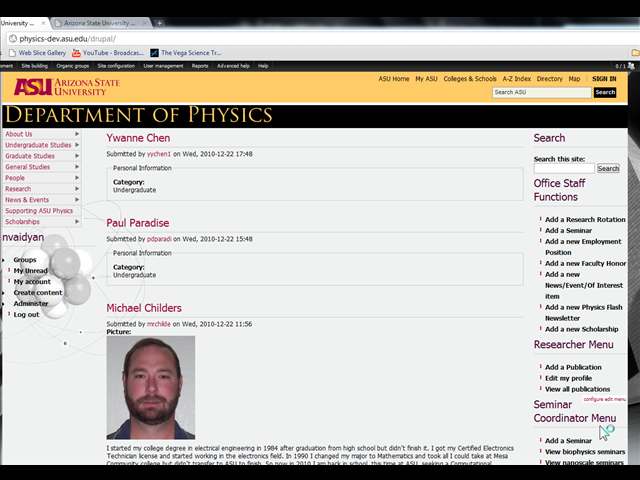 University ...
Arizona State University
physics-dev.asu.edu/drupal/
Web Slice Gallery
YouTube - Broadcas...
The Vega Science Tr...
Site building
Organic groups
Site configuration
User management
Reports
Advanced help
Help
0 / 1
ASU ARIZONA STATE UNIVERSITY
ASU Home
My ASU
Colleges & Schools
A-Z Index
Directory
Map
SIGN IN
Search ASU
Search
DEPARTMENT OF PHYSICS
About Us
Undergraduate Studies
Graduate Studies
General Studies
People
Research
News & Events
Supporting ASU Physics
Scholarships
nvaidyan
Groups
My Unread
My account
Create content
Administer
Log out
Ywanne Chen
Submitted by yychen1 on Wed, 2010-12-22 17:48
Personal Information
Category:
Undergraduate
Paul Paradise
Submitted by pdparadi on Wed, 2010-12-22 15:48
Personal Information
Category:
Undergraduate
Michael Childers
Submitted by mrchilde on Wed, 2010-12-22 11:56
Picture:
I started my college degree in electrical engineering in 1984 after graduation from high school but didn't finish it. I got my Certified Electronics
Technician license and started working in the electronics field. In 1990 I changed my major to Mathematics and took all I could take at Mesa
Community college but didn't transfer to ASU to finish. So now in 2010 I am back in school, this time at ASU, seeking a Computational
Search
Search this site:
Search
Office Staff
Functions
Add a Research Rotation
Add a Seminar
Add a new Employment
Position
Add a new Faculty Honor
Add a new
News/Event/Of Interest
item
Add a new Physics Flash
Newsletter
Add a new Scholarship
Researcher Menu
Add a Publication
Edit my profile
View all publications
configure edit menu
Seminar
Coordinator Menu
Add a Seminar
View biophysics seminars
View nanoscale seminars